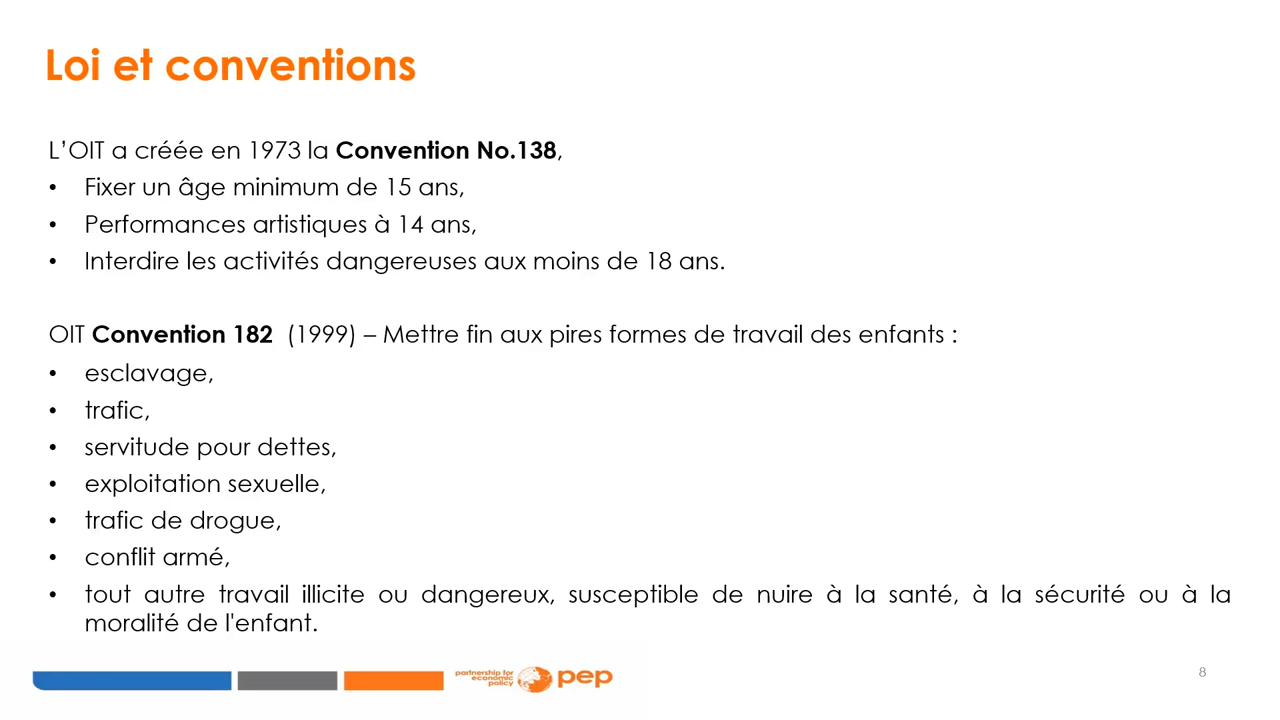 Loi et conventions
L’OIT a créée en 1973 la Convention No.138,
• Fixer un âge minimum de 15 ans,
• Performances artistiques à 14 ans,
• Interdire les activités dangereuses aux moins de 18 ans.
OIT Convention 182 (1999) – Mettre fin aux pires formes de travail des enfants :
• esclavage,
• trafic,
• servitude pour dettes,
• exploitation sexuelle,
• trafic de drogue,
• conflit armé,
• tout autre travail illicite ou dangereux, susceptible de nuire à la santé, à la sécurité ou à la
moralité de l'enfant.
partnership for
economic
policy
pep
8